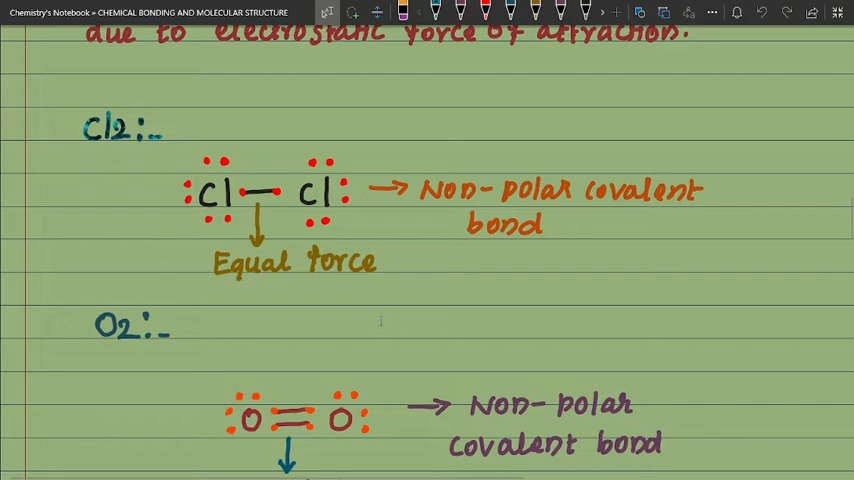 Chemistry's Notebook » CHEMICAL BONDING AND MOLECULAR STRUCTURE
due to electrostatic force of attraction.
Cl2:-
Cl — Cl → Non-polar covalent
bond
Equal force
O2:-
O = O → Non-polar
covalent bond